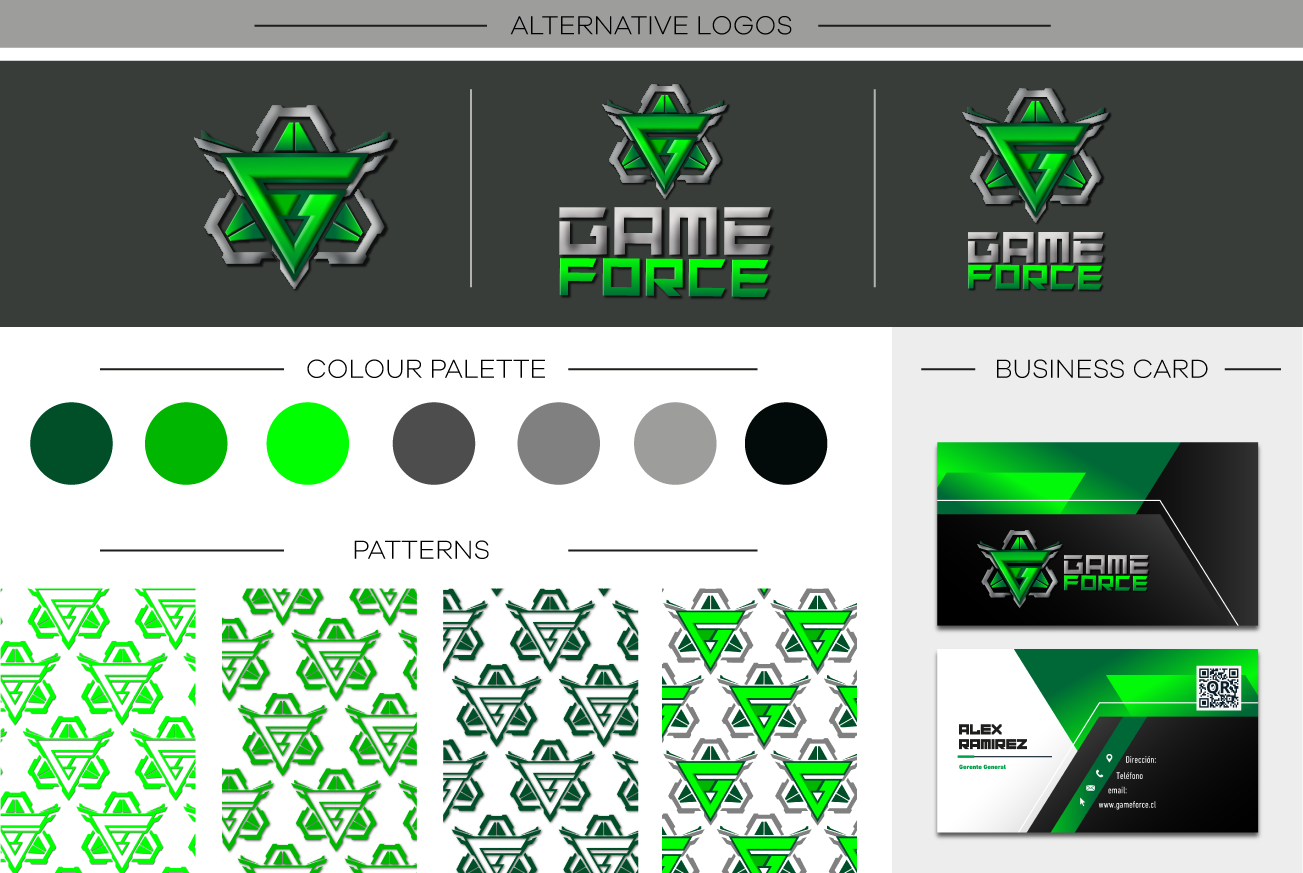 ALTERNATIVE LOGOS
GAME
FORCE
GAME
FORCE
COLOUR PALETTE
BUSINESS CARD
PATTERNS
GAME
FORCE
QR
ALEX
RAMIREZ
Gerente General
Dirección:
Teléfono
email:
www.gameforce.cl